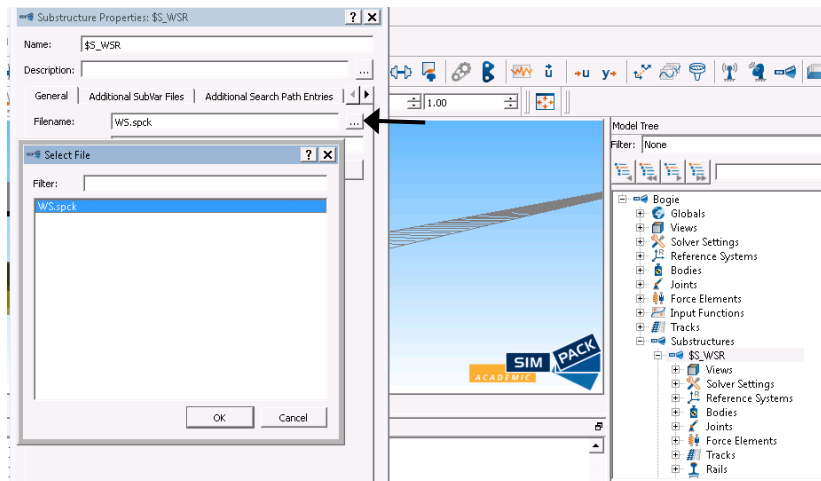 Substructure Properties: $S_WSR
? X
Name: $S_WSR
Description: ...
General Additional SubVar Files Additional Search Path Entries
Filename: WS.spck ...
Select File
? X
Filter:
WS.spck
OK Cancel
u +u y+
1.00
SIMPACK
ACADEMIC
Model Tree
Filter: None
Bogie
Globals
Views
Solver Settings
Reference Systems
Bodies
Joints
Force Elements
Input Functions
Tracks
Substructures
$S_WSR
Views
Solver Settings
Reference Systems
Bodies
Joints
Force Elements
Tracks
Rails